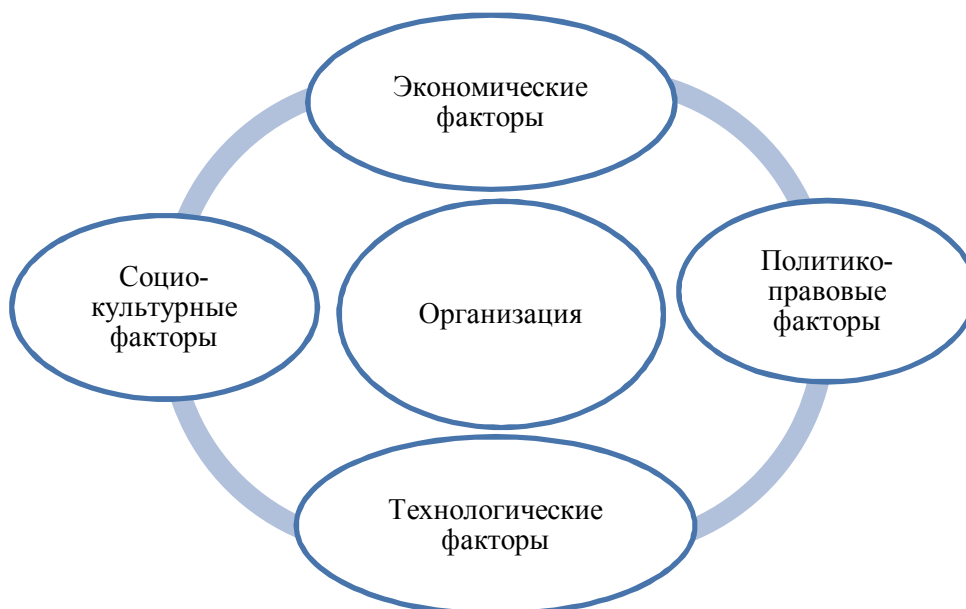 Экономические
факторы
Социо-
культурные
факторы
Организация
Политико-
правовые
факторы
Технологические
факторы